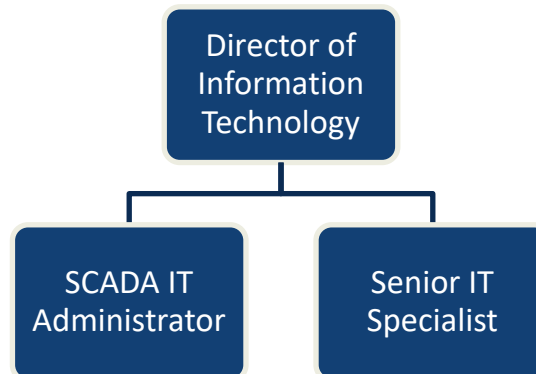 Director of
Information
Technology
SCADA IT
Administrator
Senior IT
Specialist